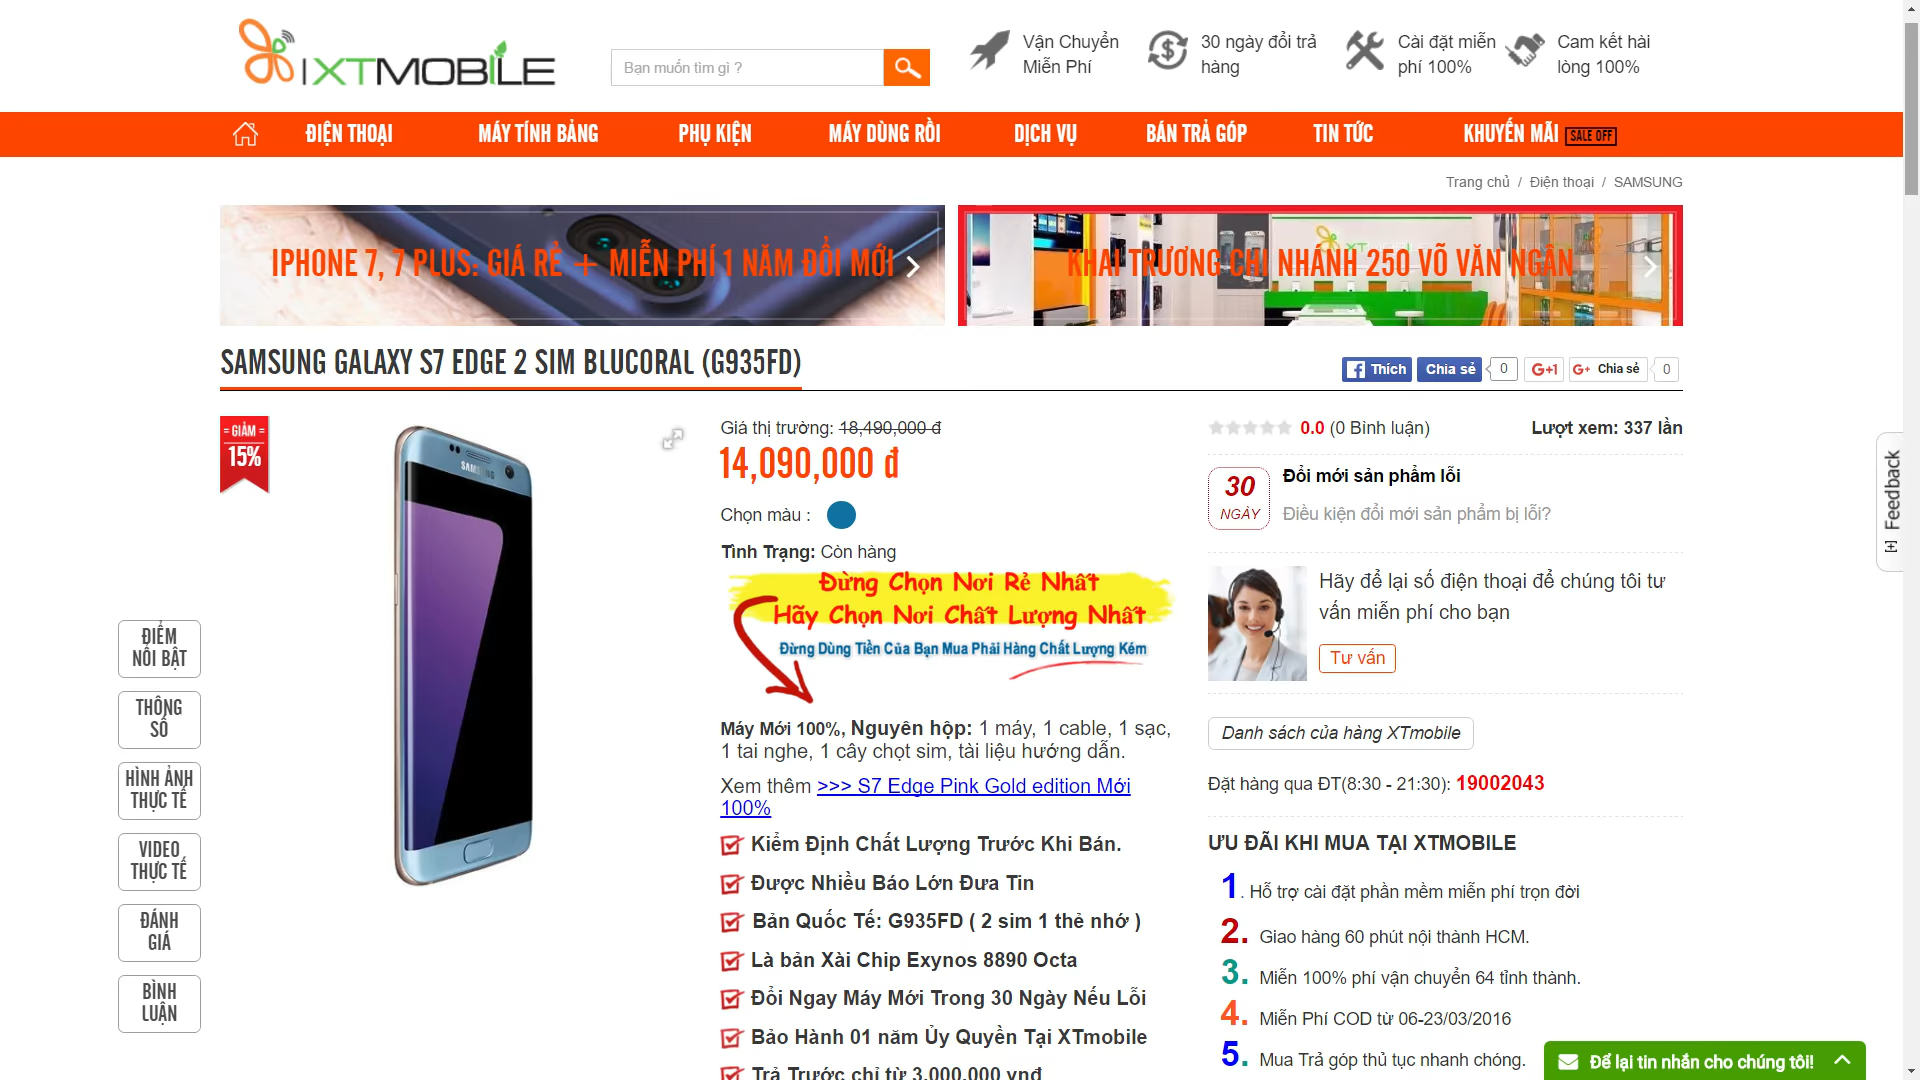 XTMOBILE
Bạn muốn tìm gì ?
Vận Chuyển
Miễn Phí
30 ngày đổi trả
hàng
Cài đặt miễn
phí 100%
Cam kết hài
lòng 100%
ĐIỆN THOẠI
MÁY TÍNH BẢNG
PHỤ KIỆN
MÁY DÙNG RỒI
DỊCH VỤ
BÁN TRẢ GÓP
TIN TỨC
KHUYẾN MÃI SALE OFF
Trang chủ / Điện thoại / SAMSUNG
IPHONE 7, 7 PLUS: GIÁ RẺ + MIỄN PHÍ 1 NĂM ĐỔI MỚI
KHAI TRƯƠNG CHI NHÁNH 250 VÕ VĂN NGÂN
SAMSUNG GALAXY S7 EDGE 2 SIM BLUCORAL (G935FD)
Thích
Chia sẻ
0
G+1
G+ Chia sẻ
0
GIẢM
15%
SAMSUNG
Giá thị trường: 18,490,000 đ
14,090,000 đ
Chọn màu :
Tình Trạng: Còn hàng
Đừng Chọn Nơi Rẻ Nhất
Hãy Chọn Nơi Chất Lượng Nhất
Đừng Dùng Tiền Của Bạn Mua Phải Hàng Chất Lượng Kém
Máy Mới 100%, Nguyên hộp: 1 máy, 1 cable, 1 sạc,
1 tai nghe, 1 cây chọt sim, tài liệu hướng dẫn.
Xem thêm >>> S7 Edge Pink Gold edition Mới
100%
Kiểm Định Chất Lượng Trước Khi Bán.
Được Nhiều Báo Lớn Đưa Tin
Bản Quốc Tế: G935FD ( 2 sim 1 thẻ nhớ )
Là bản Xài Chip Exynos 8890 Octa
Đổi Ngay Máy Mới Trong 30 Ngày Nếu Lỗi
Bảo Hành 01 năm Ủy Quyền Tại XTmobile
Trả Trước chỉ từ 3.000.000 vnđ
0.0 (0 Bình luận)
Lượt xem: 337 lần
30
NGÀY
Đổi mới sản phẩm lỗi
Điều kiện đổi mới sản phẩm bị lỗi?
Hãy để lại số điện thoại để chúng tôi tư
vấn miễn phí cho bạn
Tư vấn
Danh sách của hàng XTmobile
Đặt hàng qua ĐT(8:30 - 21:30): 19002043
ƯU ĐÃI KHI MUA TẠI XTMOBILE
1. Hỗ trợ cài đặt phần mềm miễn phí trọn đời
2. Giao hàng 60 phút nội thành HCM.
3. Miễn 100% phí vận chuyển 64 tỉnh thành.
4. Miễn Phí COD từ 06-23/03/2016
5. Mua Trả góp thủ tục nhanh chóng.
ĐIỂM
NỔI BẬT
THÔNG
SỐ
HÌNH ẢNH
THỰC TẾ
VIDEO
THỰC TẾ
ĐÁNH
GIÁ
BÌNH
LUẬN
[+] Feedback
Để lại tin nhắn cho chúng tôi!